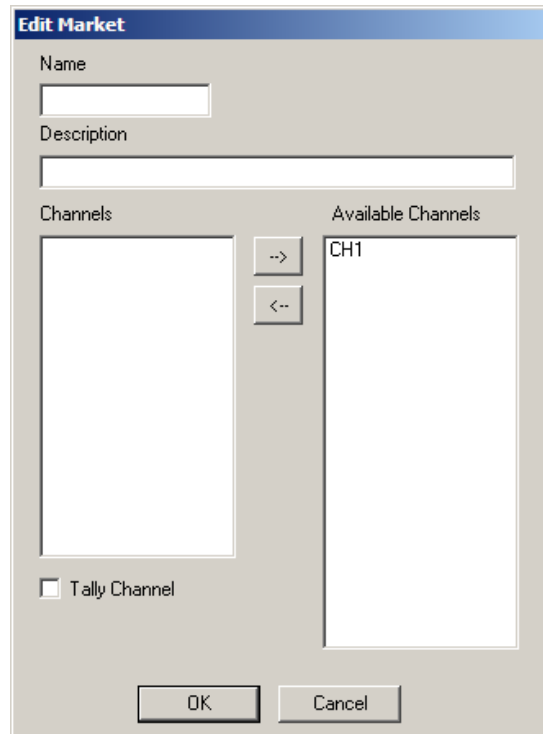 Edit Market
Name
Description
Channels
Available Channels
-->
CH1
<--
Tally Channel
OK
Cancel